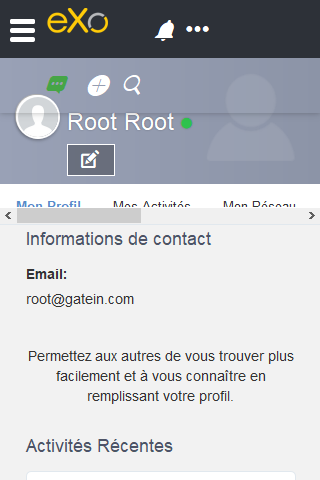 eXo
Root Root
Mon Profil Mes Activités Mon Réseau
Informations de contact
Email:
root@gatein.com
Permettez aux autres de vous trouver plus
facilement et à vous connaître en
remplissant votre profil.
Activités Récentes